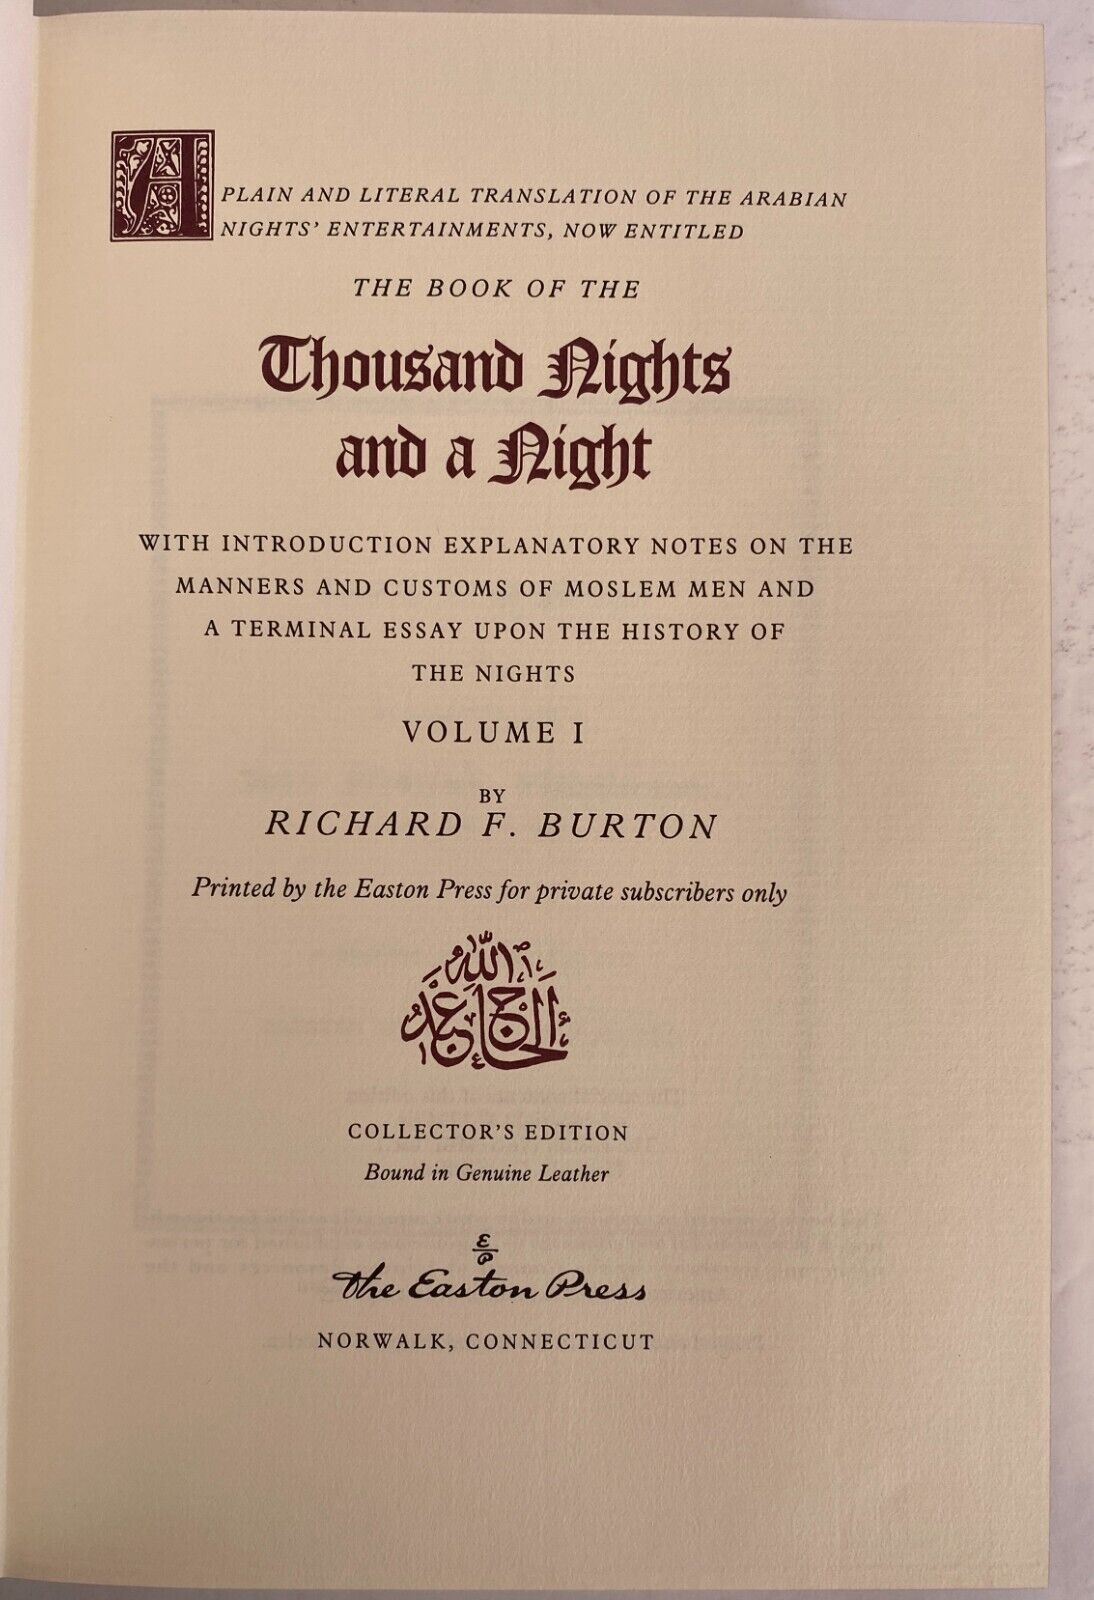 A PLAIN AND LITERAL TRANSLATION OF THE ARABIAN
NIGHTS' ENTERTAINMENTS, NOW ENTITLED
THE BOOK OF THE
Thousand Nights
and a Night
WITH INTRODUCTION EXPLANATORY NOTES ON THE
MANNERS AND CUSTOMS OF MOSLEM MEN AND
A TERMINAL ESSAY UPON THE HISTORY OF
THE NIGHTS
VOLUME I
BY
RICHARD F. BURTON
Printed by the Easton Press for private subscribers only
الله
الحاج عبد
COLLECTOR'S EDITION
Bound in Genuine Leather
E/P
The Easton Press
NORWALK, CONNECTICUT